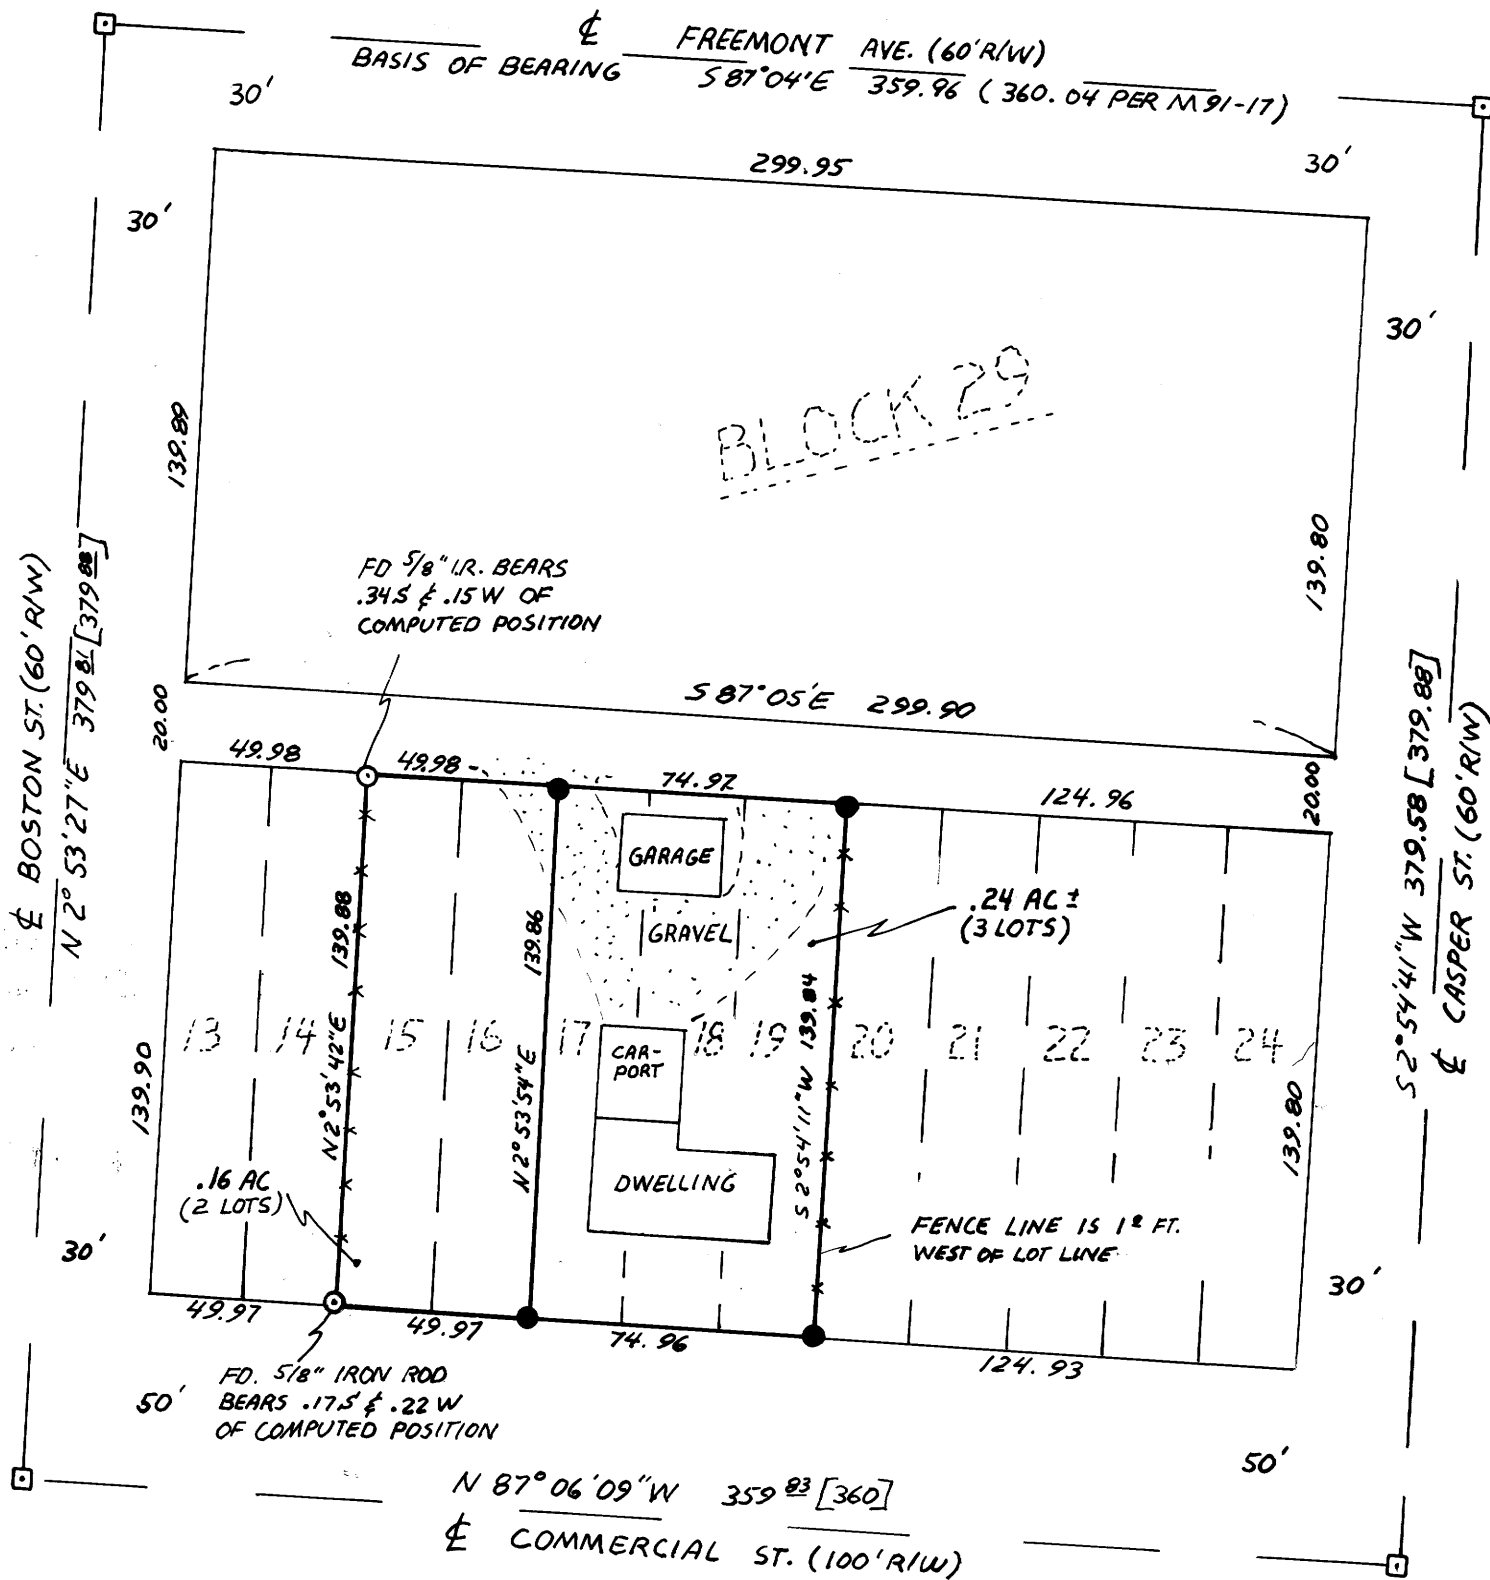 ℄ FREEMONT AVE. (60' R/W)
BASIS OF BEARING S 87°04'E 359.96 (360.04 PER M91-17)
30'
30'
299.95
30'
30'
BLOCK 29
139.89
139.80
℄ BOSTON ST. (60' R/W)
N 2° 53' 27"E 379 81 [379 88]
FD 5/8" I.R. BEARS
.34S & .15W OF
COMPUTED POSITION
S 87°05'E 299.90
S 2° 54' 41" W 379.58 [379.88]
℄ CASPER ST. (60' R/W)
20.00
20.00
49.98
49.98
74.97
124.96
GARAGE
GRAVEL
.24 AC ±
(3 LOTS)
139.88
139.86
139.84
N2° 53' 42"E
N 2° 53' 54"E
S 2° 54' 11" W
13 14 15 16 17 18 19 20 21 22 23 24
CAR-
PORT
DWELLING
139.90
139.80
.16 AC
(2 LOTS)
FENCE LINE IS 1 2 FT.
WEST OF LOT LINE
30'
30'
49.97
49.97
74.96
124.93
FD. 5/8" IRON ROD
BEARS .17S & .22 W
OF COMPUTED POSITION
50'
50'
N 87° 06' 09" W 359 83 [360]
℄ COMMERCIAL ST. (100' R/W)